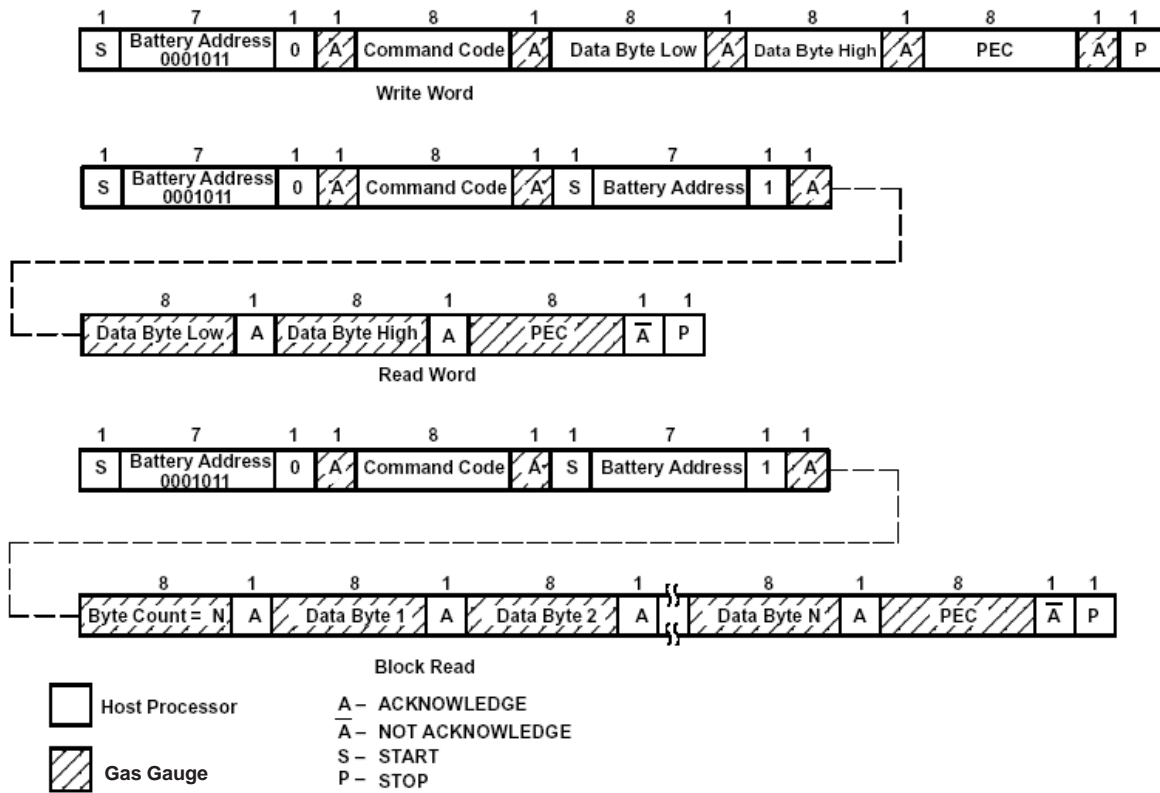 1 7 1 1 8 1 8 1 8 1 8 1 1
S Battery Address 0 A Command Code A Data Byte Low A Data Byte High A PEC A P
0001011
Write Word
1 7 1 1 8 1 1 7 1 1
S Battery Address 0 A Command Code A S Battery Address 1 A
0001011
8 1 8 1 8 1 1
Data Byte Low A Data Byte High A PEC A̅ P
Read Word
1 7 1 1 8 1 1 7 1 1
S Battery Address 0 A Command Code A S Battery Address 1 A
0001011
8 1 8 1 8 1 8 1 8 1 1
Byte Count = N A Data Byte 1 A Data Byte 2 A Data Byte N A PEC A̅ P
Block Read
Host Processor
Gas Gauge
A – ACKNOWLEDGE
A̅ – NOT ACKNOWLEDGE
S – START
P – STOP